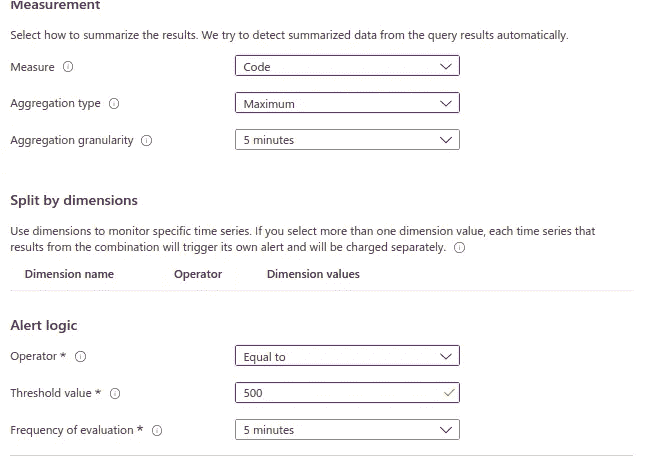 Measurement
Select how to summarize the results. We try to detect summarized data from the query results automatically.
Measure
Code
Aggregation type
Maximum
Aggregation granularity
5 minutes
Split by dimensions
Use dimensions to monitor specific time series. If you select more than one dimension value, each time series that
results from the combination will trigger its own alert and will be charged separately.
Dimension name Operator Dimension values
Alert logic
Operator *
Equal to
Threshold value *
500
Frequency of evaluation *
5 minutes